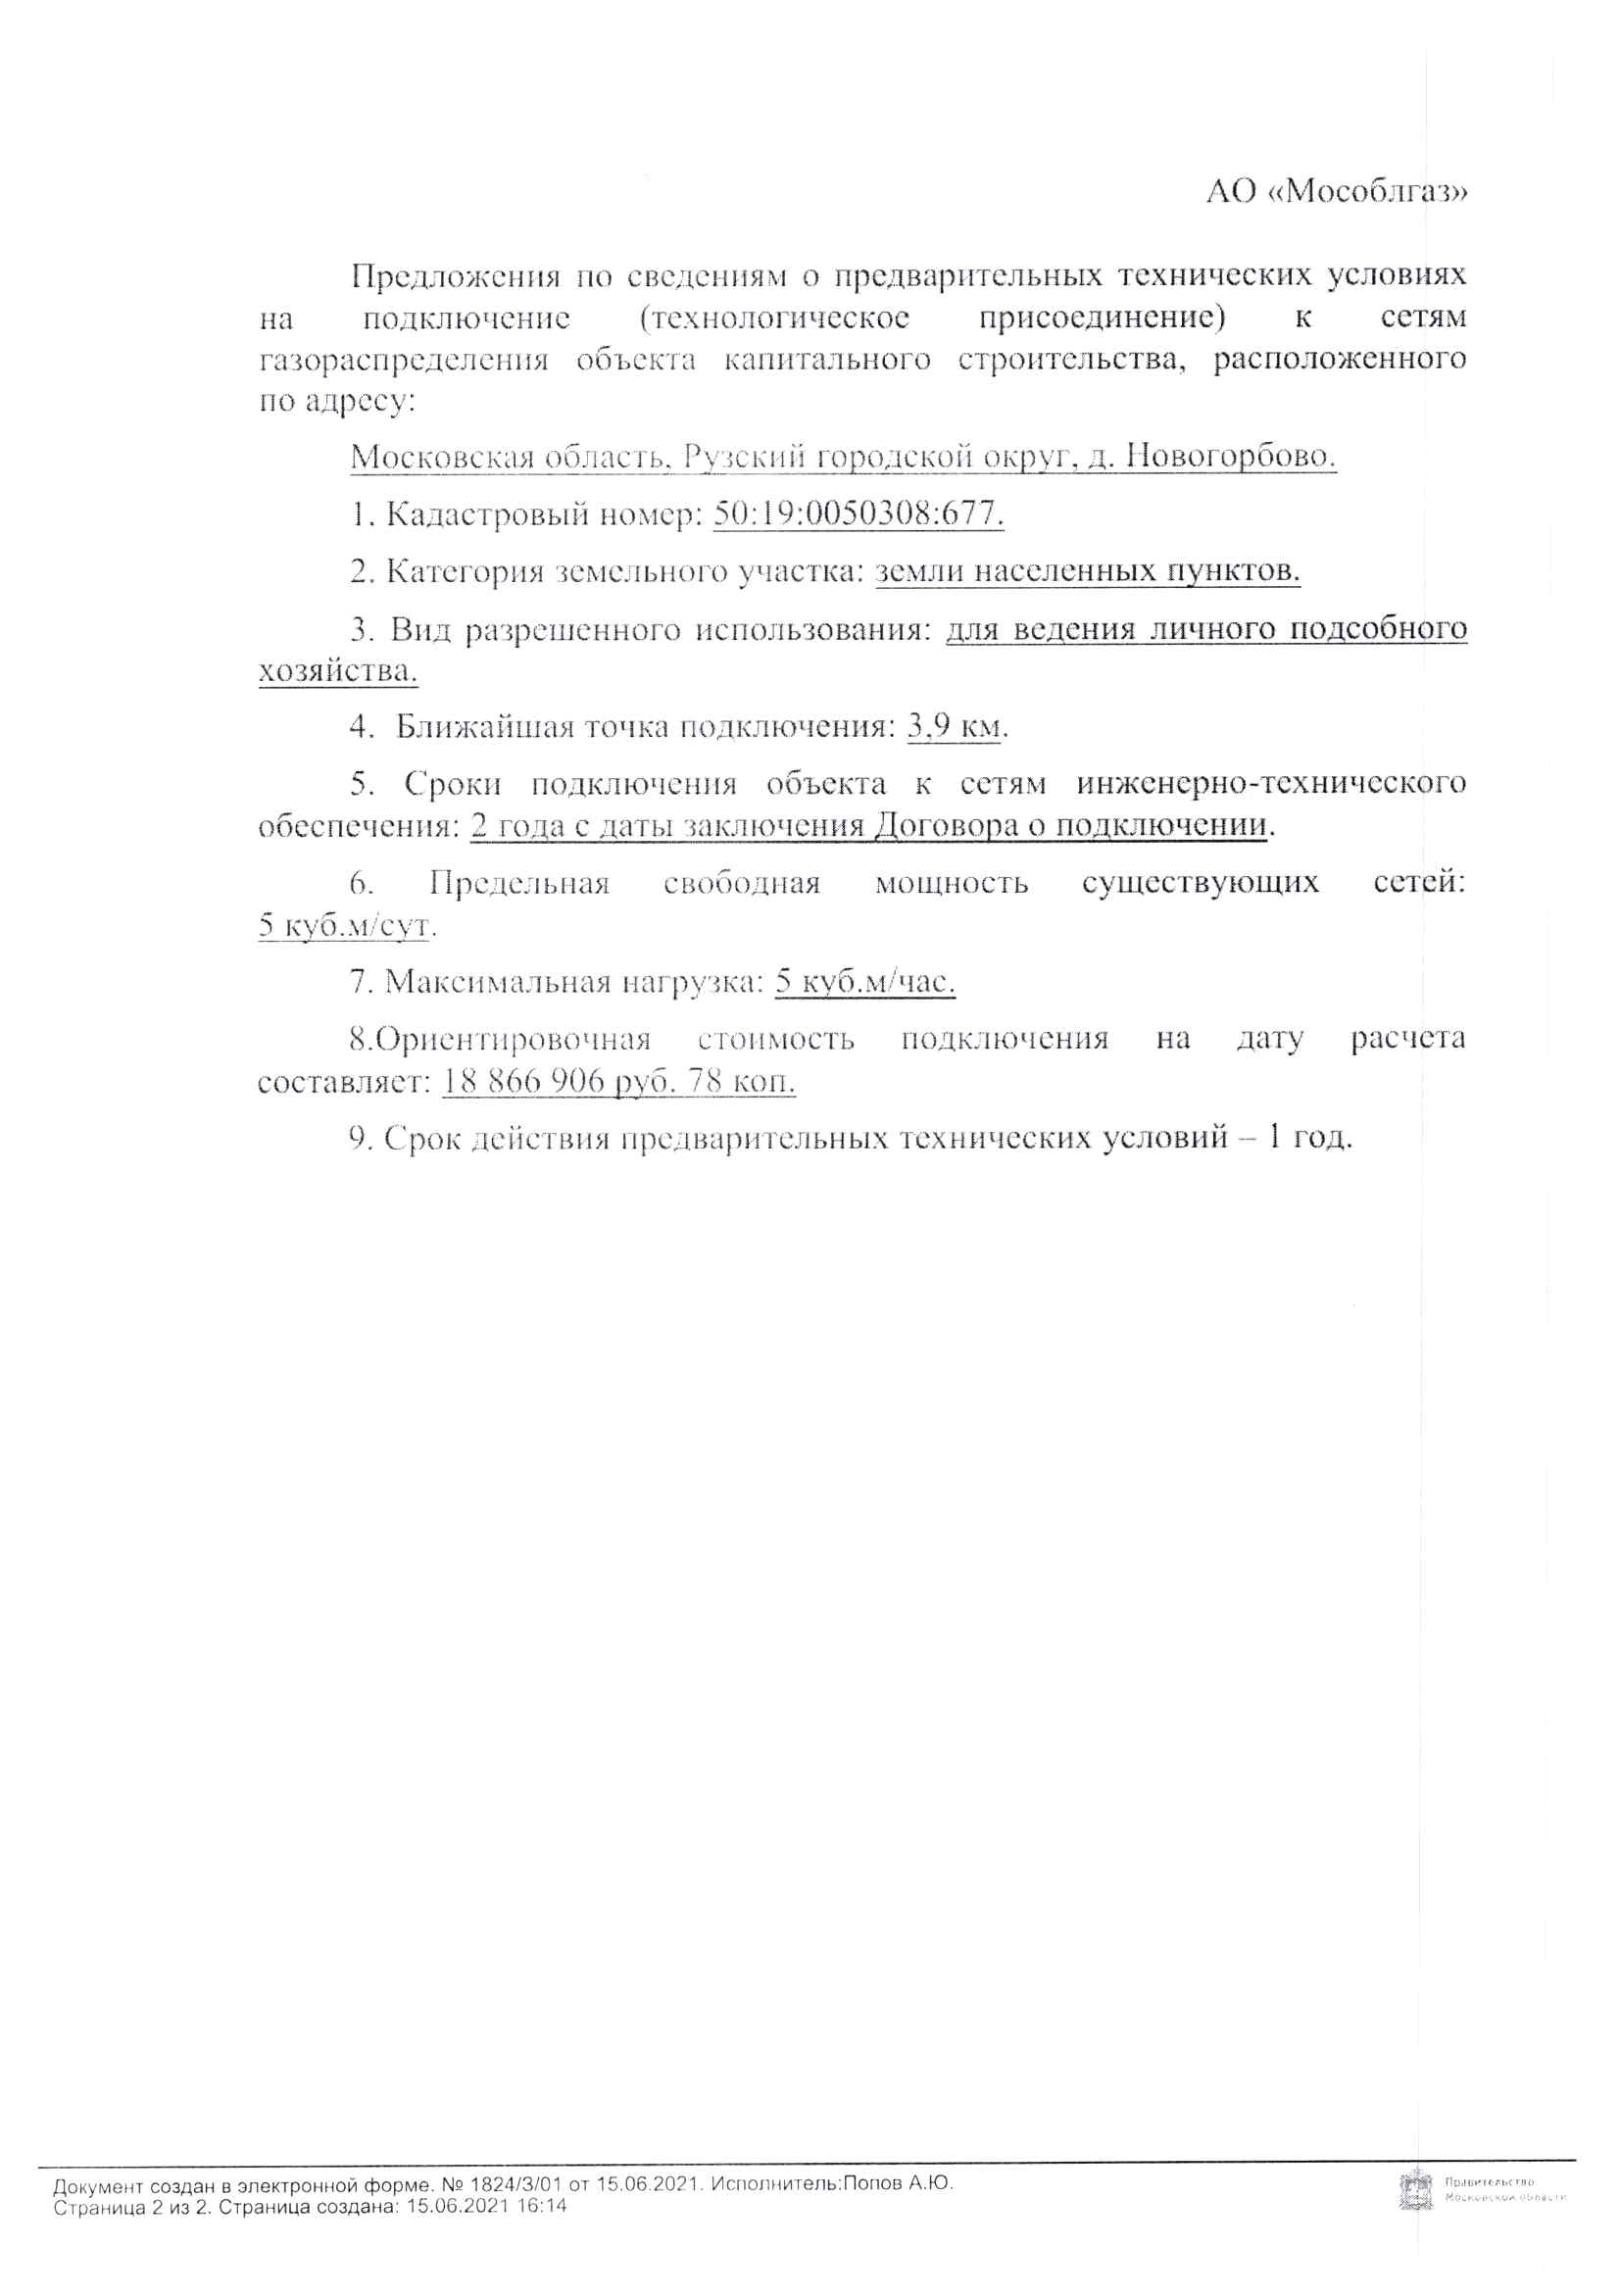 АО «Мособлгаз»
Предложения по сведениям о предварительных технических условиях
на подключение (технологическое присоединение) к сетям
газораспределения объекта капитального строительства, расположенного
по адресу:
Московская область, Рузский городской округ, д. Новогорбово.
1. Кадастровый номер: 50:19:0050308:677.
2. Категория земельного участка: земли населенных пунктов.
3. Вид разрешенного использования: для ведения личного подсобного
хозяйства.
4. Ближайшая точка подключения: 3,9 км.
5. Сроки подключения объекта к сетям инженерно-технического
обеспечения: 2 года с даты заключения Договора о подключении.
6. Предельная свободная мощность существующих сетей:
5 куб.м/сут.
7. Максимальная нагрузка: 5 куб.м/час.
8.Ориентировочная стоимость подключения на дату расчета
составляет: 18 866 906 руб. 78 коп.
9. Срок действия предварительных технических условий – 1 год.
Документ создан в электронной форме. № 1824/3/01 от 15.06.2021. Исполнитель:Попов А.Ю.
Страница 2 из 2. Страница создана: 15.06.2021 16:14
Правительство
Московской области